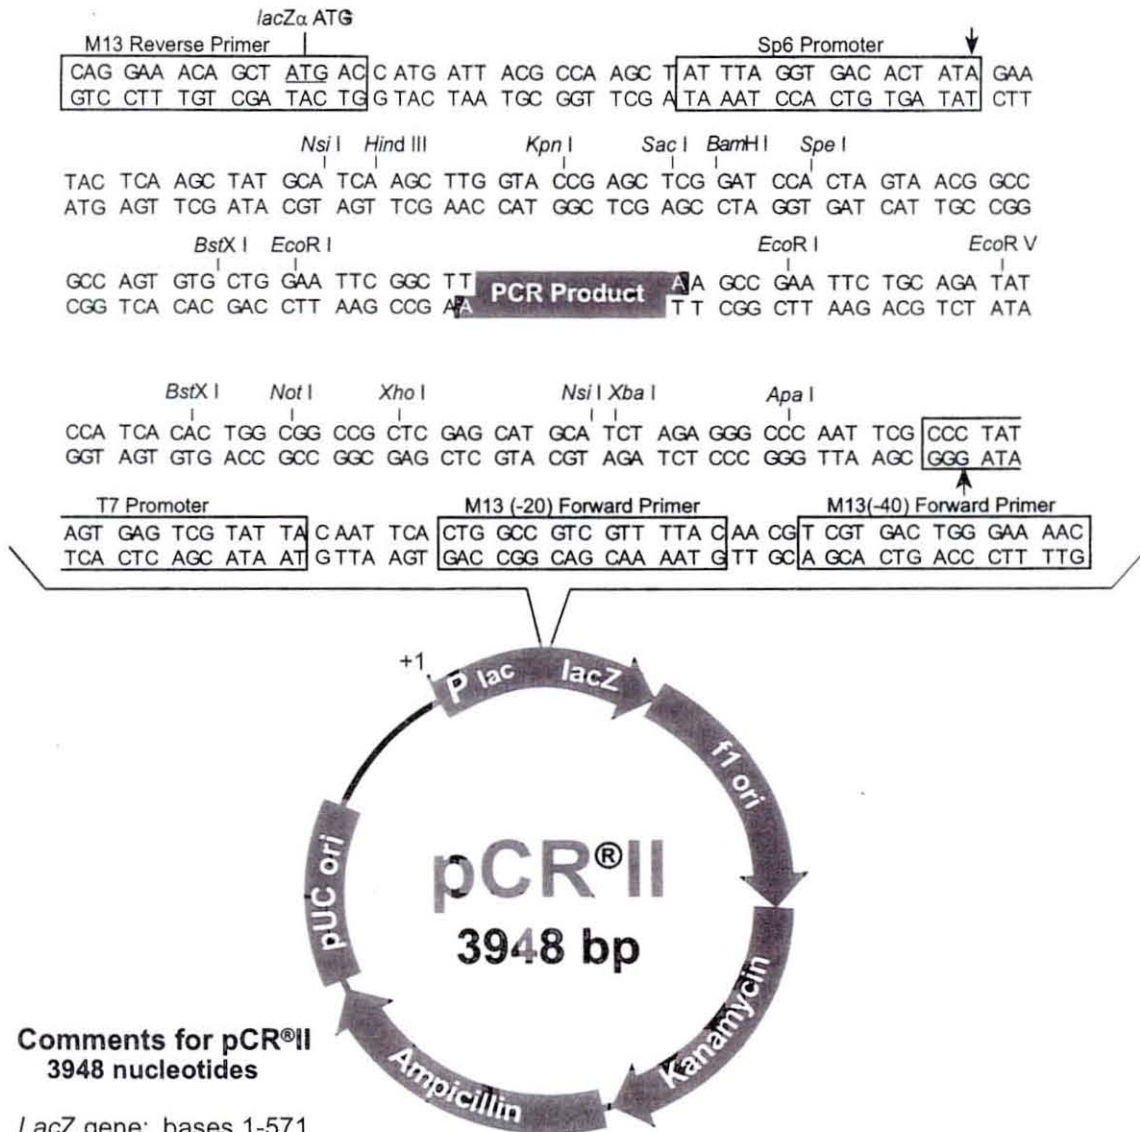 lacZα ATG
M13 Reverse Primer Sp6 Promoter
CAG GAA ACA GCT ATG AC C ATG ATT ACG CCA AGC T AT TTA GGT GAC ACT ATA GAA
GTC CTT TGT CGA TAC TG G TAC TAA TGC GGT TCG A TA AAT CCA CTG TGA TAT CTT
Nsi I Hind III Kpn I Sac I BamH I Spe I
TAC TCA AGC TAT GCA TCA AGC TTG GTA CCG AGC TCG GAT CCA CTA GTA ACG GCC
ATG AGT TCG ATA CGT AGT TCG AAC CAT GGC TCG AGC CTA GGT GAT CAT TGC CGG
BstX I EcoR I EcoR I EcoR V
GCC AGT GTG CTG GAA TTC GGC TT PCR Product A A GCC GAA TTC TGC AGA TAT
CGG TCA CAC GAC CTT AAG CCG A A T T CGG CTT AAG ACG TCT ATA
BstX I Not I Xho I Nsi I Xba I Apa I
CCA TCA CAC TGG CGG CCG CTC GAG CAT GCA TCT AGA GGG CCC AAT TCG CCC TAT
GGT AGT GTG ACC GCC GGC GAG CTC GTA CGT AGA TCT CCC GGG TTA AGC GGG ATA
T7 Promoter M13 (-20) Forward Primer M13(-40) Forward Primer
AGT GAG TCG TAT TA C AAT TCA CTG GCC GTC GTT TTA C AA CG T CGT GAC TGG GAA AAC
TCA CTC AGC ATA AT G TTA AGT GAC CGG CAG CAA AAT G TT GC A GCA CTG ACC CTT TTG
+1
P lac lacZ
f1 ori
Kanamycin
Ampicillin
pUC ori
pCR®II
3948 bp
Comments for pCR®II
3948 nucleotides
LacZ gene: bases 1-571